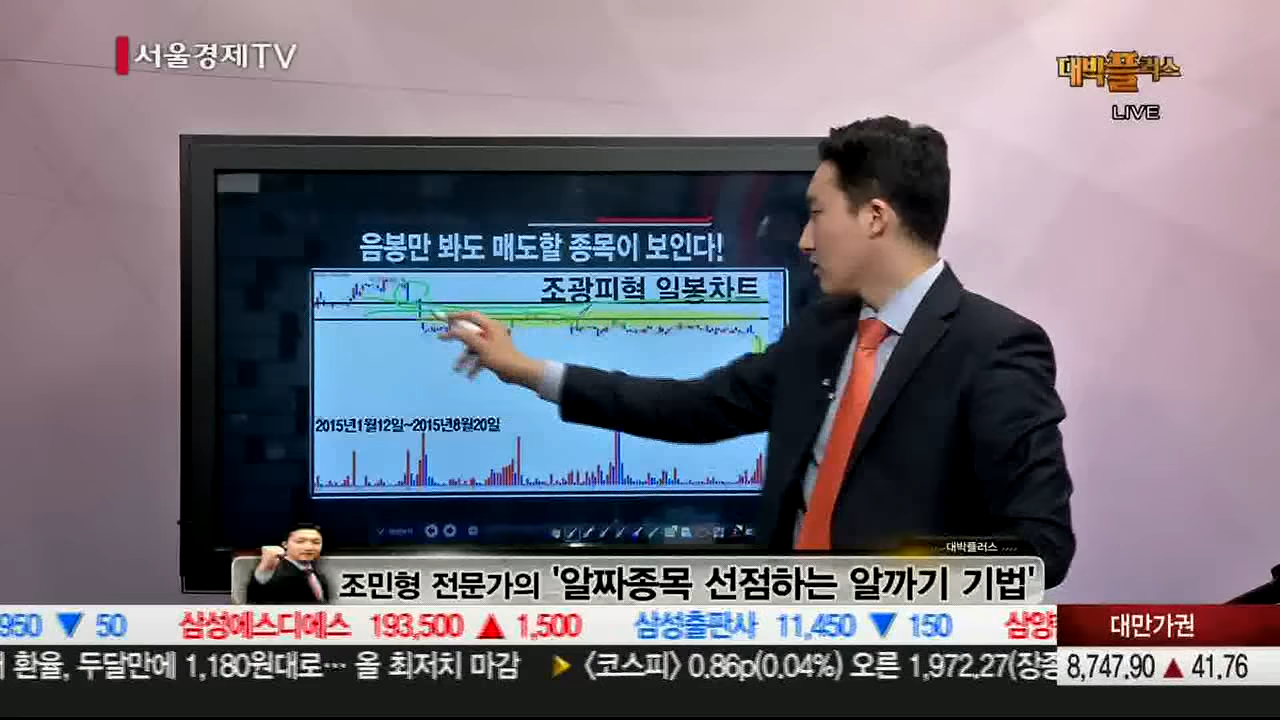 서울경제TV
대박플러스
LIVE
음봉만 봐도 매도할 종목이 보인다!
조광피혁 일봉차트
2015년1월12일~2015년8월20일
대박플러스
조민형 전문가의 '알짜종목 선점하는 알까기 기법'
950 ▼ 50 삼성에스디에스 193,500 ▲ 1,500 삼성출판사 11,450 ▼ 150 삼양
대만가권
환율, 두달만에 1,180원대로… 올 최저치 마감 ▶ 〈코스피〉 0.86p(0.04%) 오른 1,972.27(장종
8,747.90 ▲ 41.76